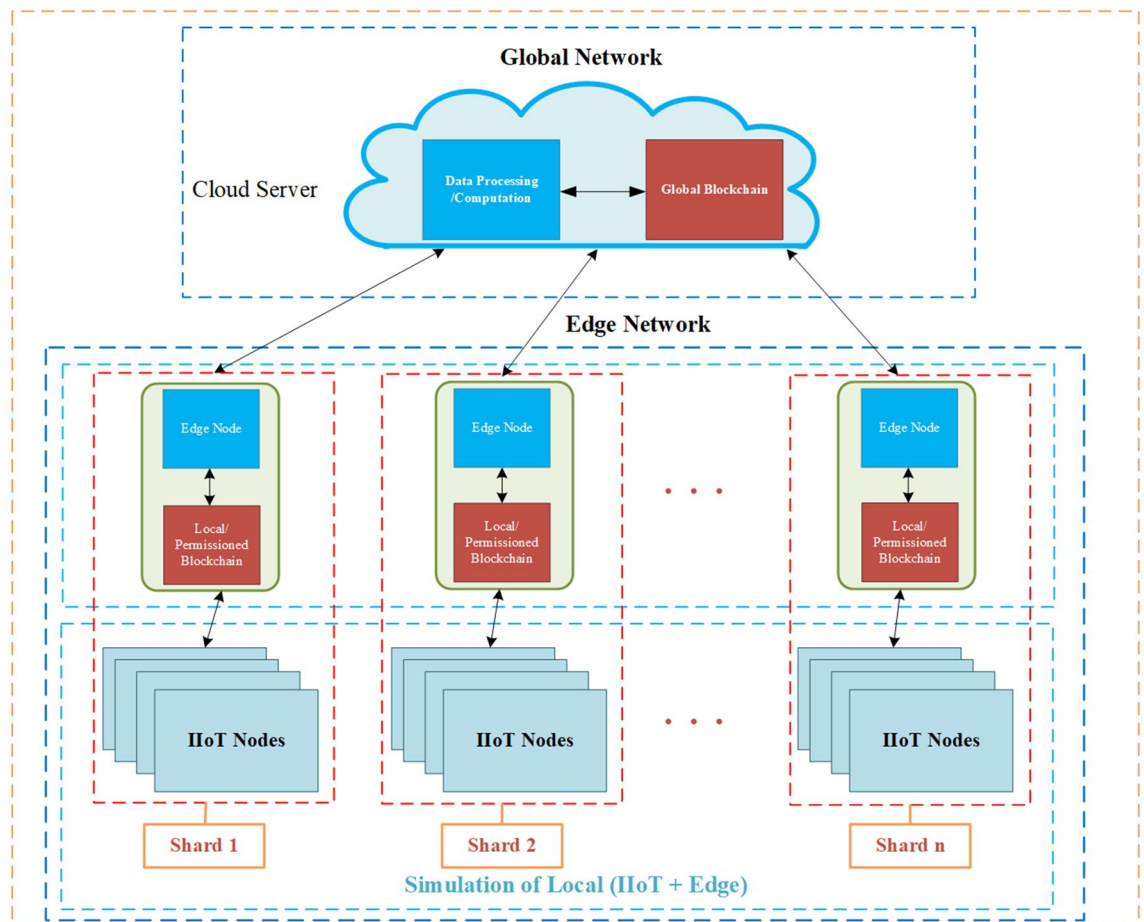 Global Network
Cloud Server
Data Processing
/Computation
Global Blockchain
Edge Network
Edge Node
Local/
Permissioned
Blockchain
Edge Node
Local/
Permissioned
Blockchain
. . .
Edge Node
Local/
Permissioned
Blockchain
IIoT Nodes
IIoT Nodes
. . .
IIoT Nodes
Shard 1
Shard 2
Shard n
Simulation of Local (IIoT + Edge)